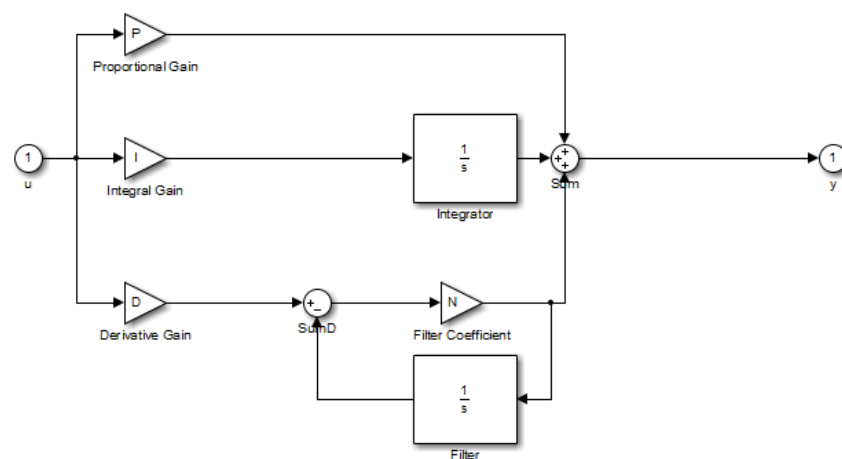 P
Proportional Gain
1
u
I
Integral Gain
1
s
Integrator
+
+
+
Sum
1
y
D
Derivative Gain
+
−
SumD
N
Filter Coefficient
1
s
Filter